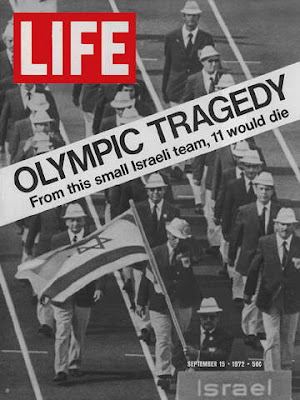 LIFE
OLYMPIC TRAGEDY
From this small Israeli team, 11 would die
SEPTEMBER 15 • 1972 • 50¢
Israel